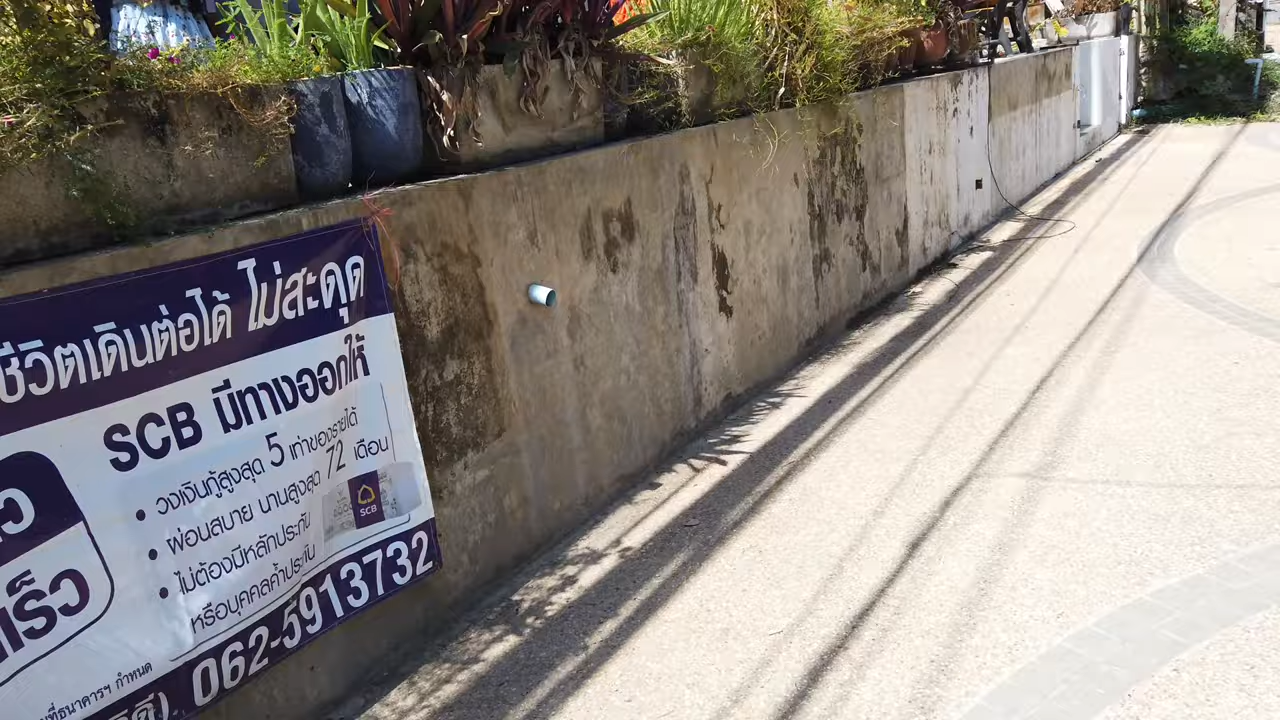 ชีวิตเดินต่อได้ ไม่สะดุด
SCB มีทางออกให้
• วงเงินกู้สูงสุด 5 เท่าของรายได้
• ผ่อนสบาย นานสูงสุด 72 เดือน
• ไม่ต้องมีหลักประกัน
หรือบุคคลค้ำประกัน
SCB
062-5913732